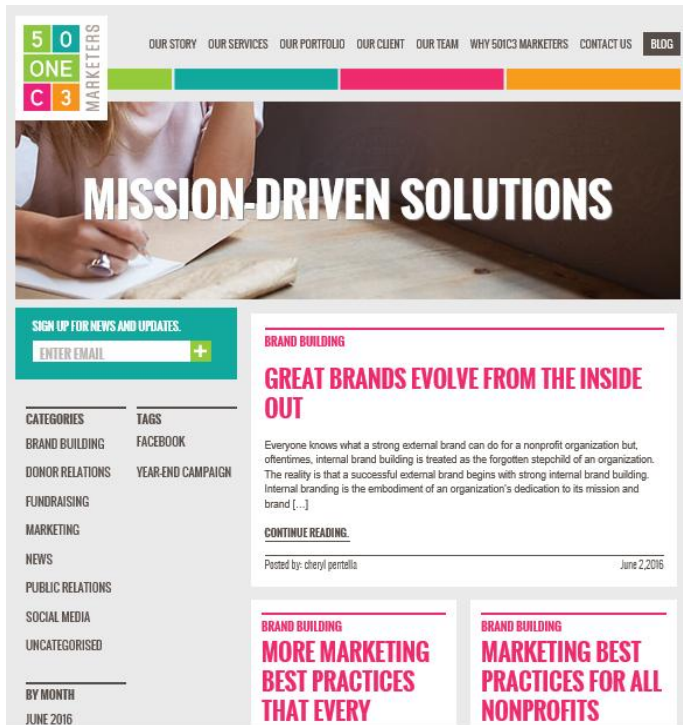 5 0
ONE
C 3
MARKETERS
OUR STORY OUR SERVICES OUR PORTFOLIO OUR CLIENT OUR TEAM WHY 501C3 MARKETERS CONTACT US BLOG
MISSION-DRIVEN SOLUTIONS
SIGN UP FOR NEWS AND UPDATES.
ENTER EMAIL +
CATEGORIES
BRAND BUILDING
DONOR RELATIONS
FUNDRAISING
MARKETING
NEWS
PUBLIC RELATIONS
SOCIAL MEDIA
UNCATEGORISED
TAGS
FACEBOOK
YEAR-END CAMPAIGN
BY MONTH
JUNE 2016
BRAND BUILDING
GREAT BRANDS EVOLVE FROM THE INSIDE
OUT
Everyone knows what a strong external brand can do for a nonprofit organization but,
oftentimes, internal brand building is treated as the forgotten stepchild of an organization.
The reality is that a successful external brand begins with strong internal brand building.
Internal branding is the embodiment of an organization's dedication to its mission and
brand […]
CONTINUE READING.
Posted by: cheryl pentella June 2,2016
BRAND BUILDING
MORE MARKETING
BEST PRACTICES
THAT EVERY
BRAND BUILDING
MARKETING BEST
PRACTICES FOR ALL
NONPROFITS